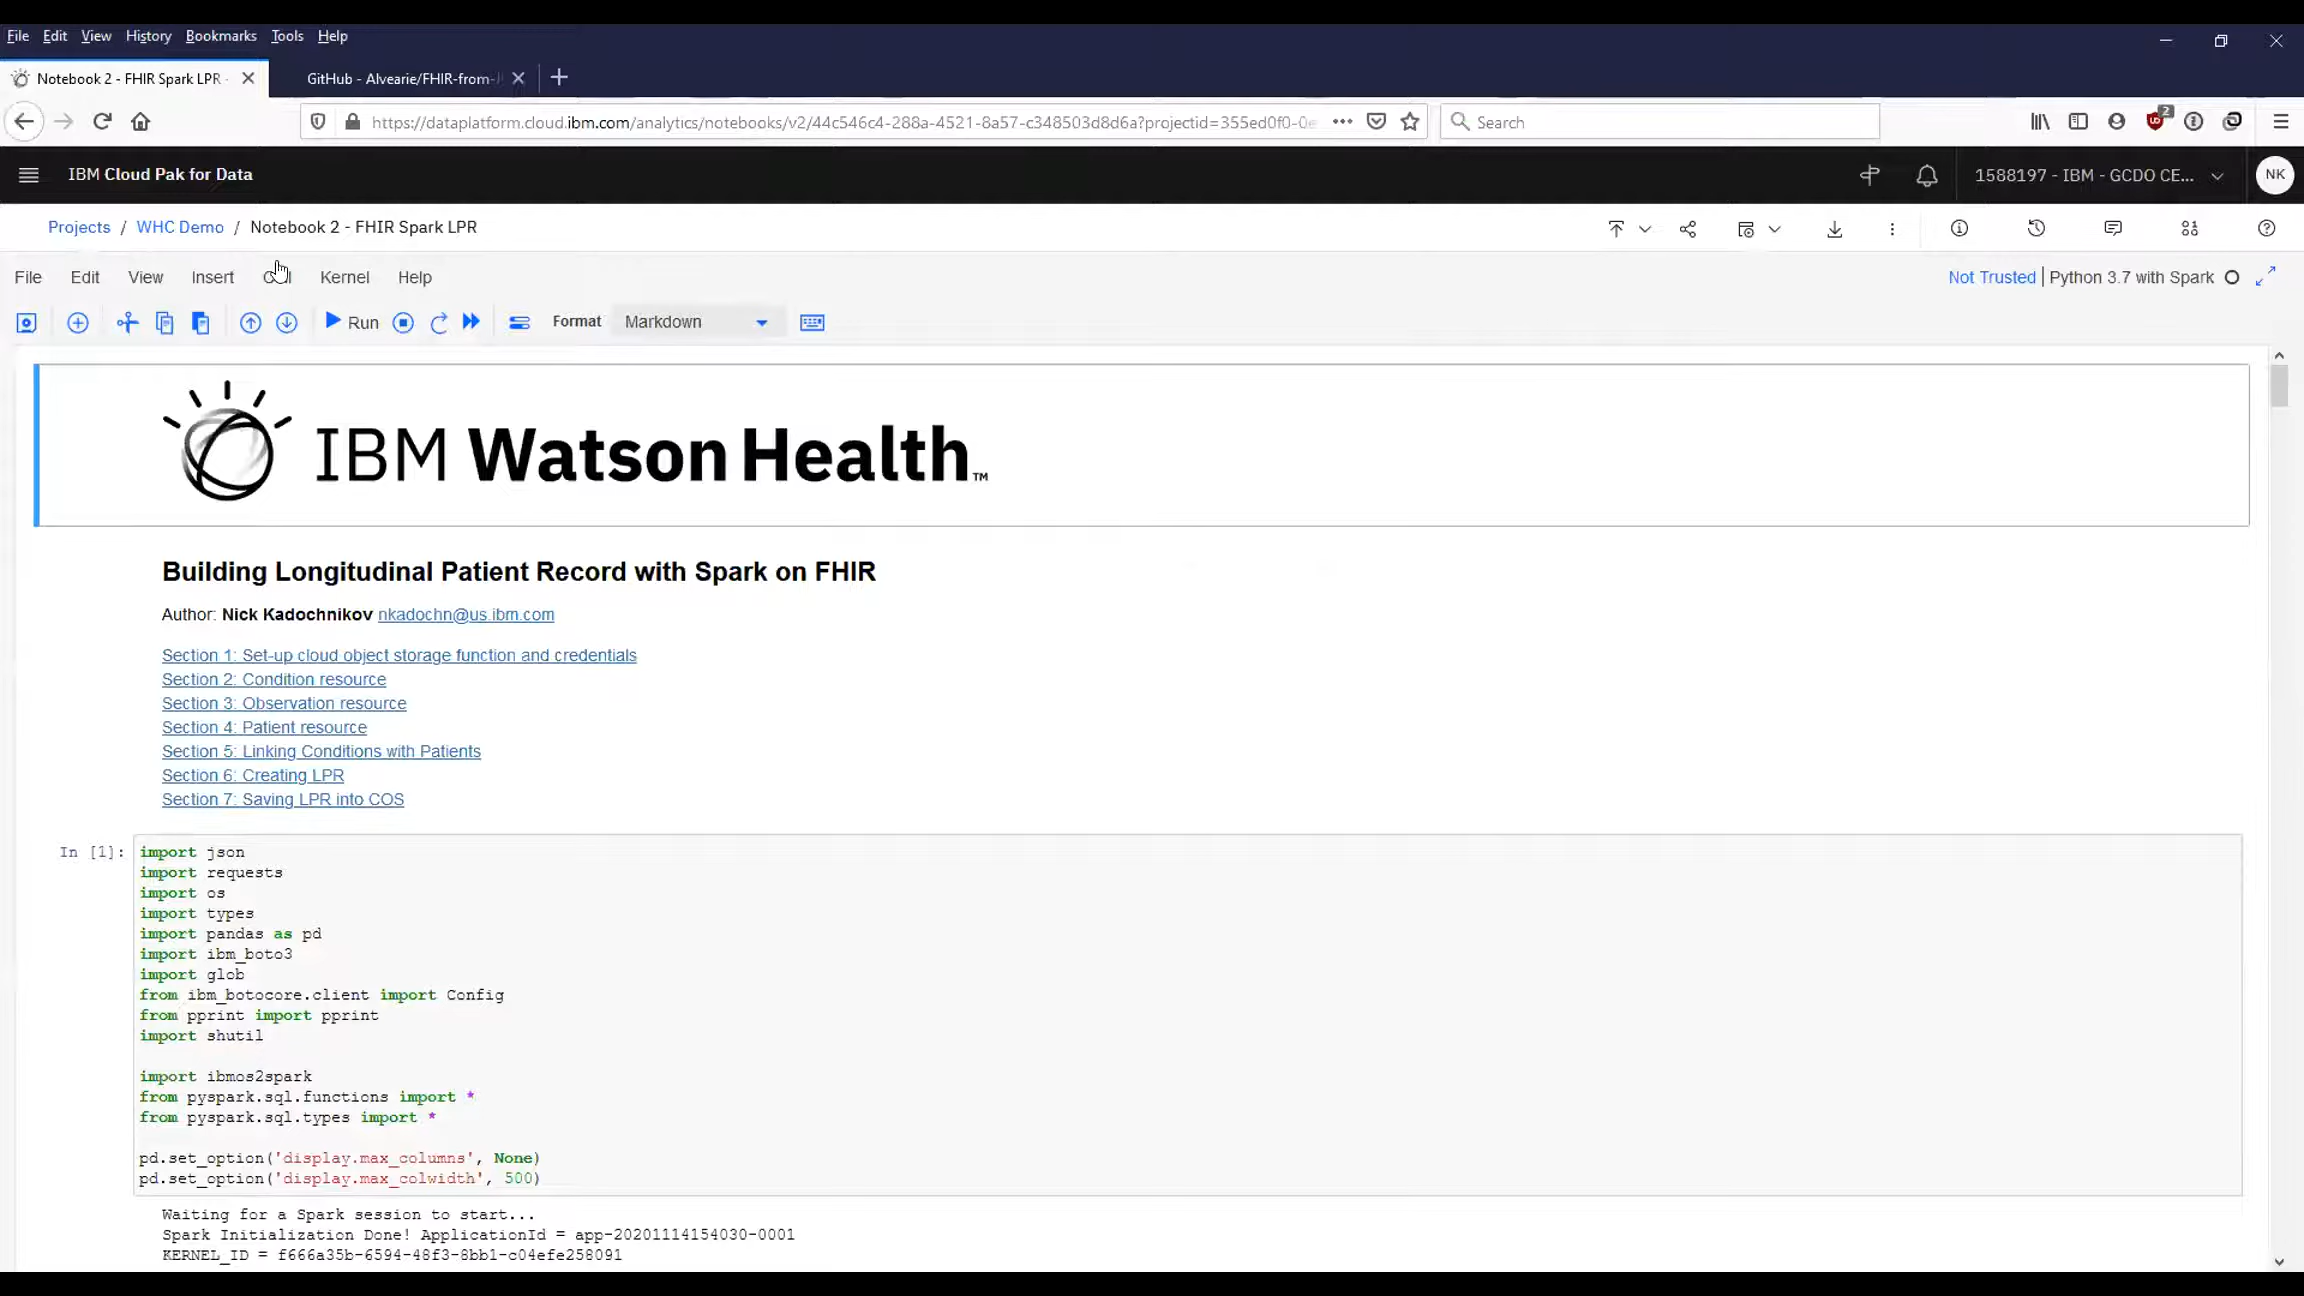 File Edit View History Bookmarks Tools Help
Notebook 2 - FHIR Spark LPR -
GitHub - Alvearie/FHIR-from-
https://dataplatform.cloud.ibm.com/analytics/notebooks/v2/44c546c4-288a-4521-8a57-c348503d8d6a?projectid=355ed0f0-0e
Search
2
IBM Cloud Pak for Data
1588197 - IBM - GCDO CE...
NK
Projects / WHC Demo / Notebook 2 - FHIR Spark LPR
File Edit View Insert Kernel Help
Not Trusted | Python 3.7 with Spark
Run
Format
Markdown
IBM Watson Health™
Building Longitudinal Patient Record with Spark on FHIR
Author: Nick Kadochnikov nkadochn@us.ibm.com
Section 1: Set-up cloud object storage function and credentials
Section 2: Condition resource
Section 3: Observation resource
Section 4: Patient resource
Section 5: Linking Conditions with Patients
Section 6: Creating LPR
Section 7: Saving LPR into COS
In [1]:
import json
import requests
import os
import types
import pandas as pd
import ibm_boto3
import glob
from ibm_botocore.client import Config
from pprint import pprint
import shutil
import ibmos2spark
from pyspark.sql.functions import *
from pyspark.sql.types import *
pd.set_option('display.max_columns', None)
pd.set_option('display.max_colwidth', 500)
Waiting for a Spark session to start...
Spark Initialization Done! ApplicationId = app-20201114154030-0001
KERNEL_ID = f666a35b-6594-48f3-8bb1-c04efe258091